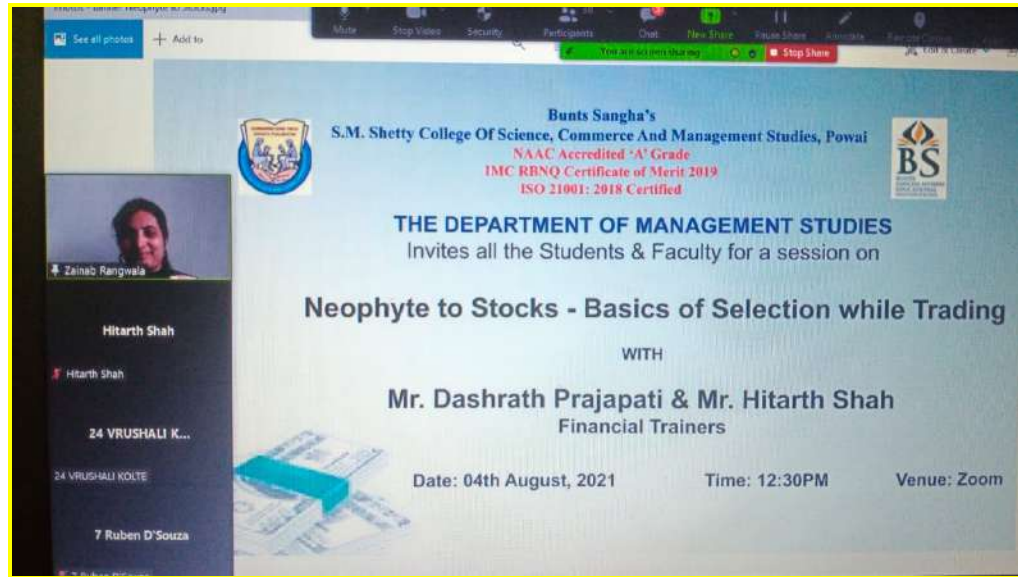 See all photos
Add to
Mute
Stop Video
Security
Participants
Chat
New Share
Pause Share
Annotate
You are screen sharing
Stop Share
Bunts Sangha's
S.M. Shetty College Of Science, Commerce And Management Studies, Powai
NAAC Accredited ‘A’ Grade
IMC RBNQ Certificate of Merit 2019
ISO 21001: 2018 Certified
BS
THE DEPARTMENT OF MANAGEMENT STUDIES
Invites all the Students & Faculty for a session on
Neophyte to Stocks - Basics of Selection while Trading
WITH
Mr. Dashrath Prajapati & Mr. Hitarth Shah
Financial Trainers
Date: 04th August, 2021 Time: 12:30PM Venue: Zoom
Zainab Rangwala
Hitarth Shah
Hitarth Shah
24 VRUSHALI K...
24 VRUSHALI KOLTE
7 Ruben D'Souza
7 Ruben D'Souza